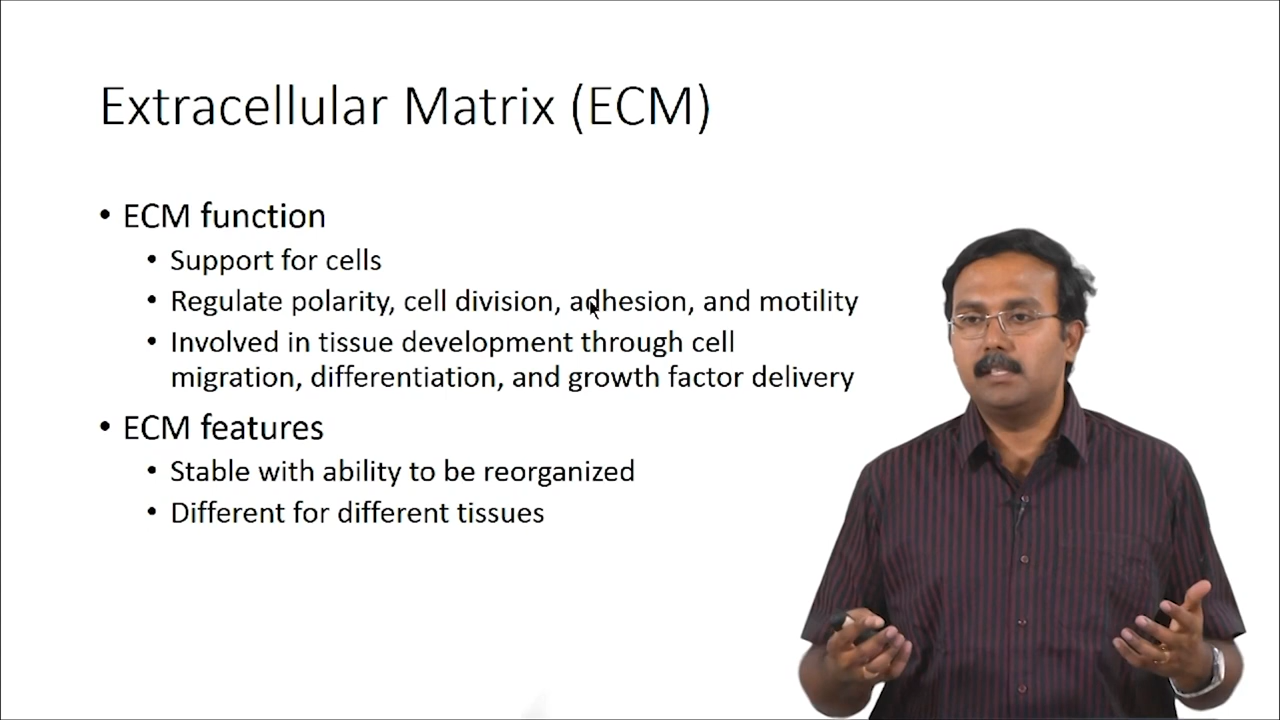 Extracellular Matrix (ECM)
• ECM function
• Support for cells
• Regulate polarity, cell division, adhesion, and motility
• Involved in tissue development through cell
migration, differentiation, and growth factor delivery
• ECM features
• Stable with ability to be reorganized
• Different for different tissues